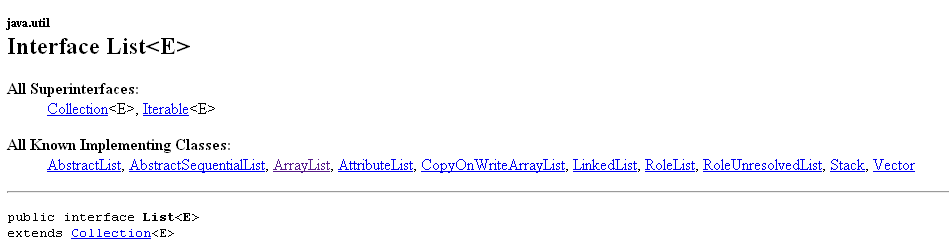 java.util
Interface List<E>
All Superinterfaces:
Collection<E>, Iterable<E>
All Known Implementing Classes:
AbstractList, AbstractSequentialList, ArrayList, AttributeList, CopyOnWriteArrayList, LinkedList, RoleList, RoleUnresolvedList, Stack, Vector
public interface List<E>
extends Collection<E>